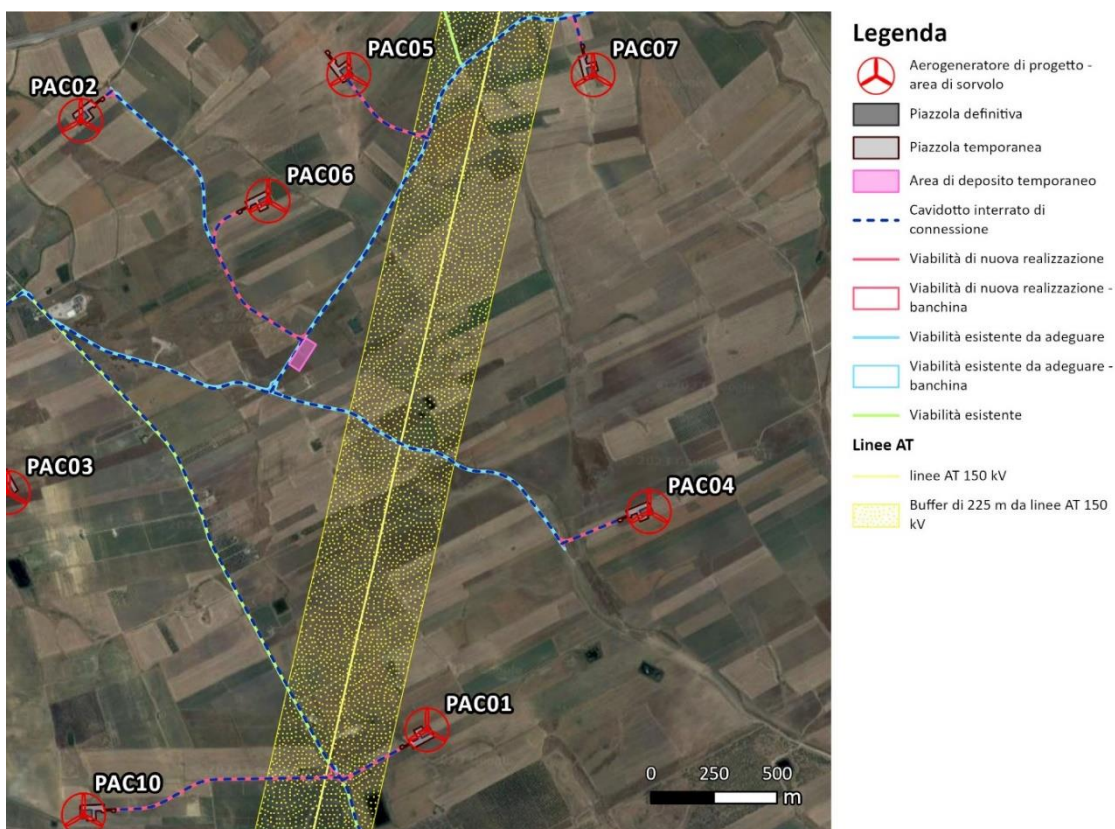 PAC05
PAC07
PAC02
PAC06
PAC03
PAC04
PAC01
PAC10
0 250 500
m
Legenda
Aerogeneratore di progetto -
area di sorvolo
Piazzola definitiva
Piazzola temporanea
Area di deposito temporaneo
Cavidotto interrato di
connessione
Viabilità di nuova realizzazione
Viabilità di nuova realizzazione -
banchina
Viabilità esistente da adeguare
Viabilità esistente da adeguare -
banchina
Viabilità esistente
Linee AT
linee AT 150 kV
Buffer di 225 m da linee AT 150
kV